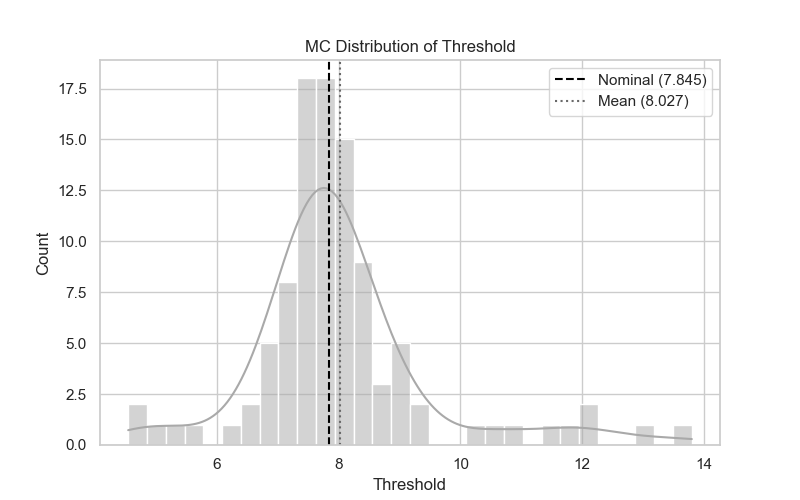 MC Distribution of Threshold
Nominal (7.845)
Mean (8.027)
17.5
15.0
12.5
10.0
7.5
5.0
2.5
0.0
Count
6 8 10 12 14
Threshold